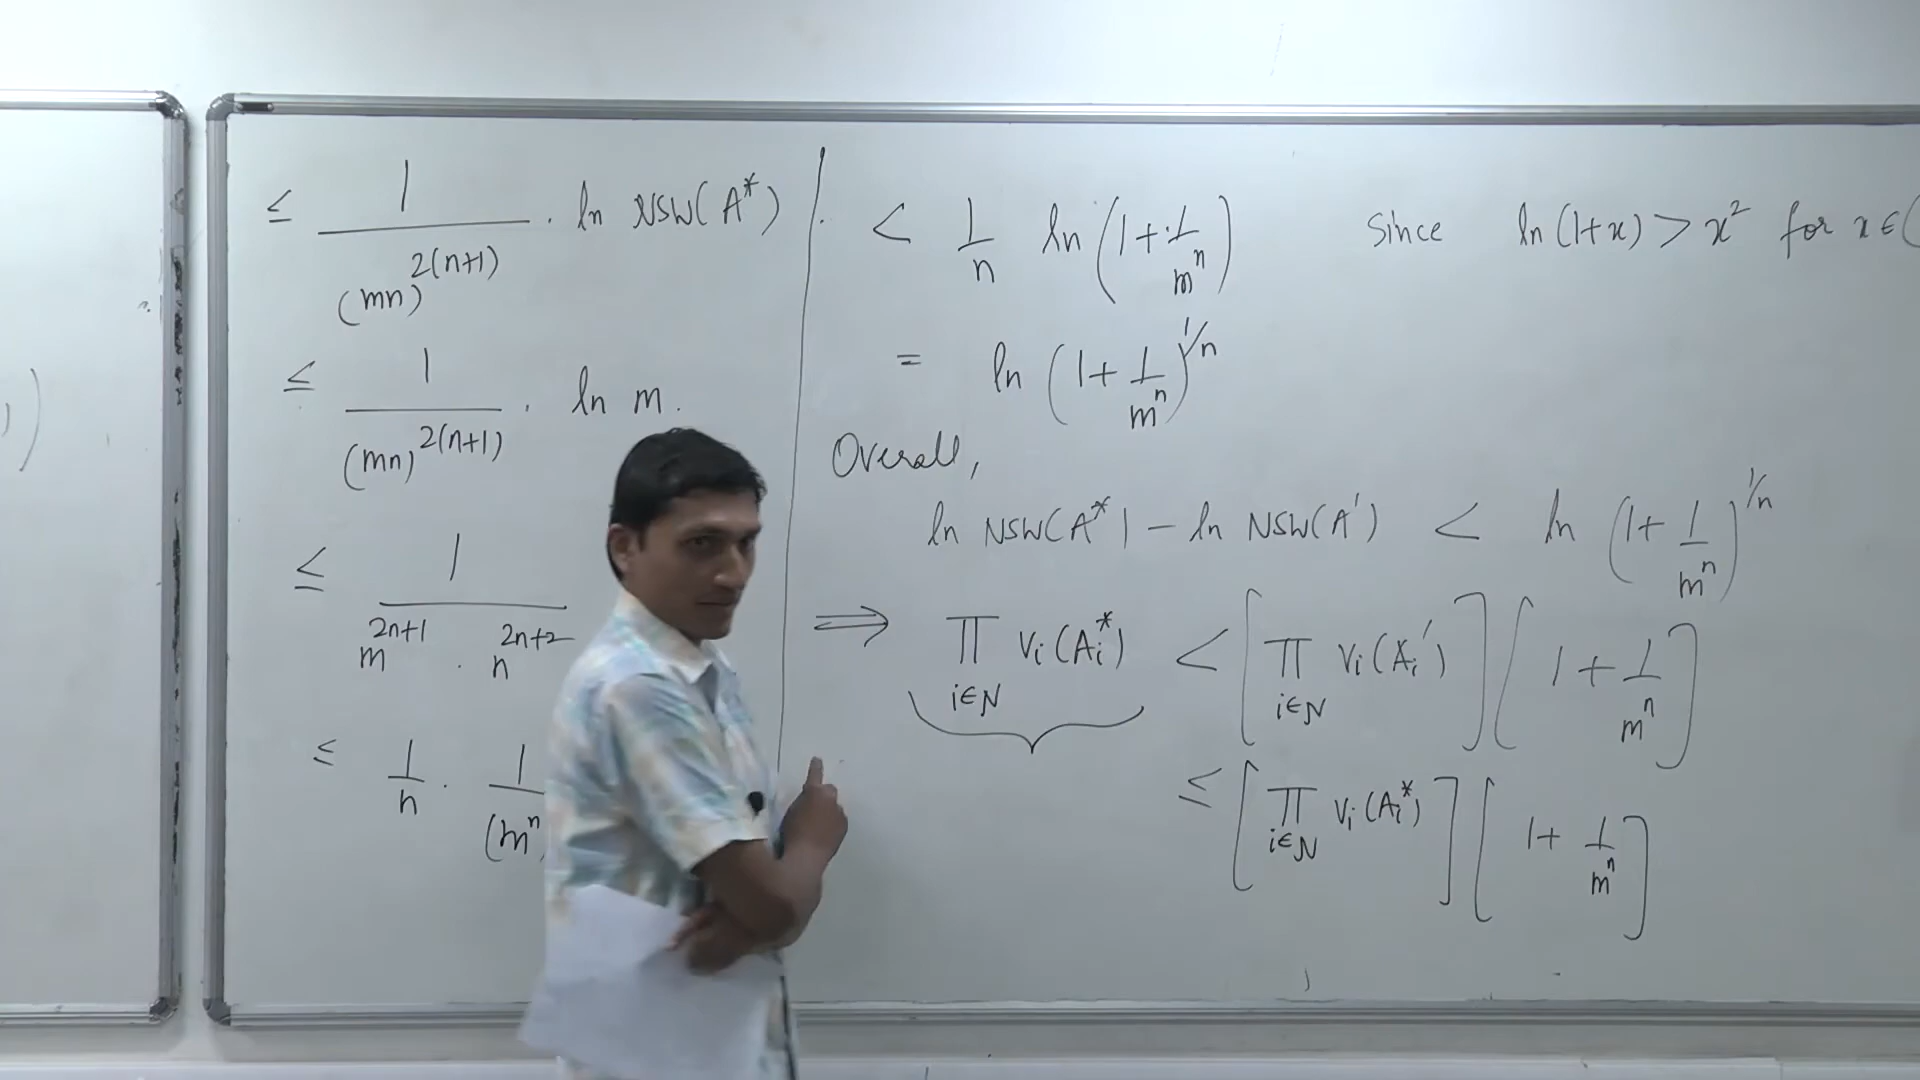 ≤ 1/(mn)^{2(n+1)} . ln NSW(A*)
≤ 1/(mn)^{2(n+1)} . ln m.
≤ 1/(m^{2n+1} . n^{2n+2})
≤ 1/n . 1/(m^n
< 1/n ln (1+1/m^n) Since ln (1+x) > x^2 for x ∈ (
= ln (1+1/m^n)^{1/n}
Overall,
ln NSW(A*) - ln NSW(A') < ln (1+1/m^n)^{1/n}
⟹ ∏_{i∈N} v_i(A_i*) < [∏_{i∈N} v_i(A_i')] [1+1/m^n]
≤ [∏_{i∈N} v_i(A_i*)] [1+1/m^n]